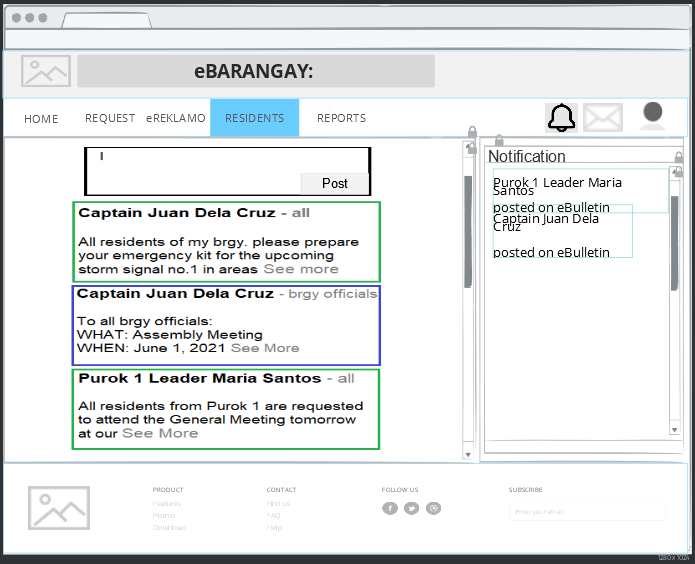 eBARANGAY:
HOME REQUEST eREKLAMO RESIDENTS REPORTS
I
Post
Captain Juan Dela Cruz - all
All residents of my brgy. please prepare
your emergency kit for the upcoming
storm signal no.1 in areas See more
Captain Juan Dela Cruz - brgy officials
To all brgy officials:
WHAT: Assembly Meeting
WHEN: June 1, 2021 See More
Purok 1 Leader Maria Santos - all
All residents from Purok 1 are requested
to attend the General Meeting tomorrow
at our See More
Notification
Purok 1 Leader Maria
Santos
posted on eBulletin
Captain Juan Dela
Cruz
posted on eBulletin
PRODUCT
Features
Promo
Download
CONTACT
Find us
FAQ
Help
FOLLOW US
SUBSCRIBE
Enter your email
1280 x 1024